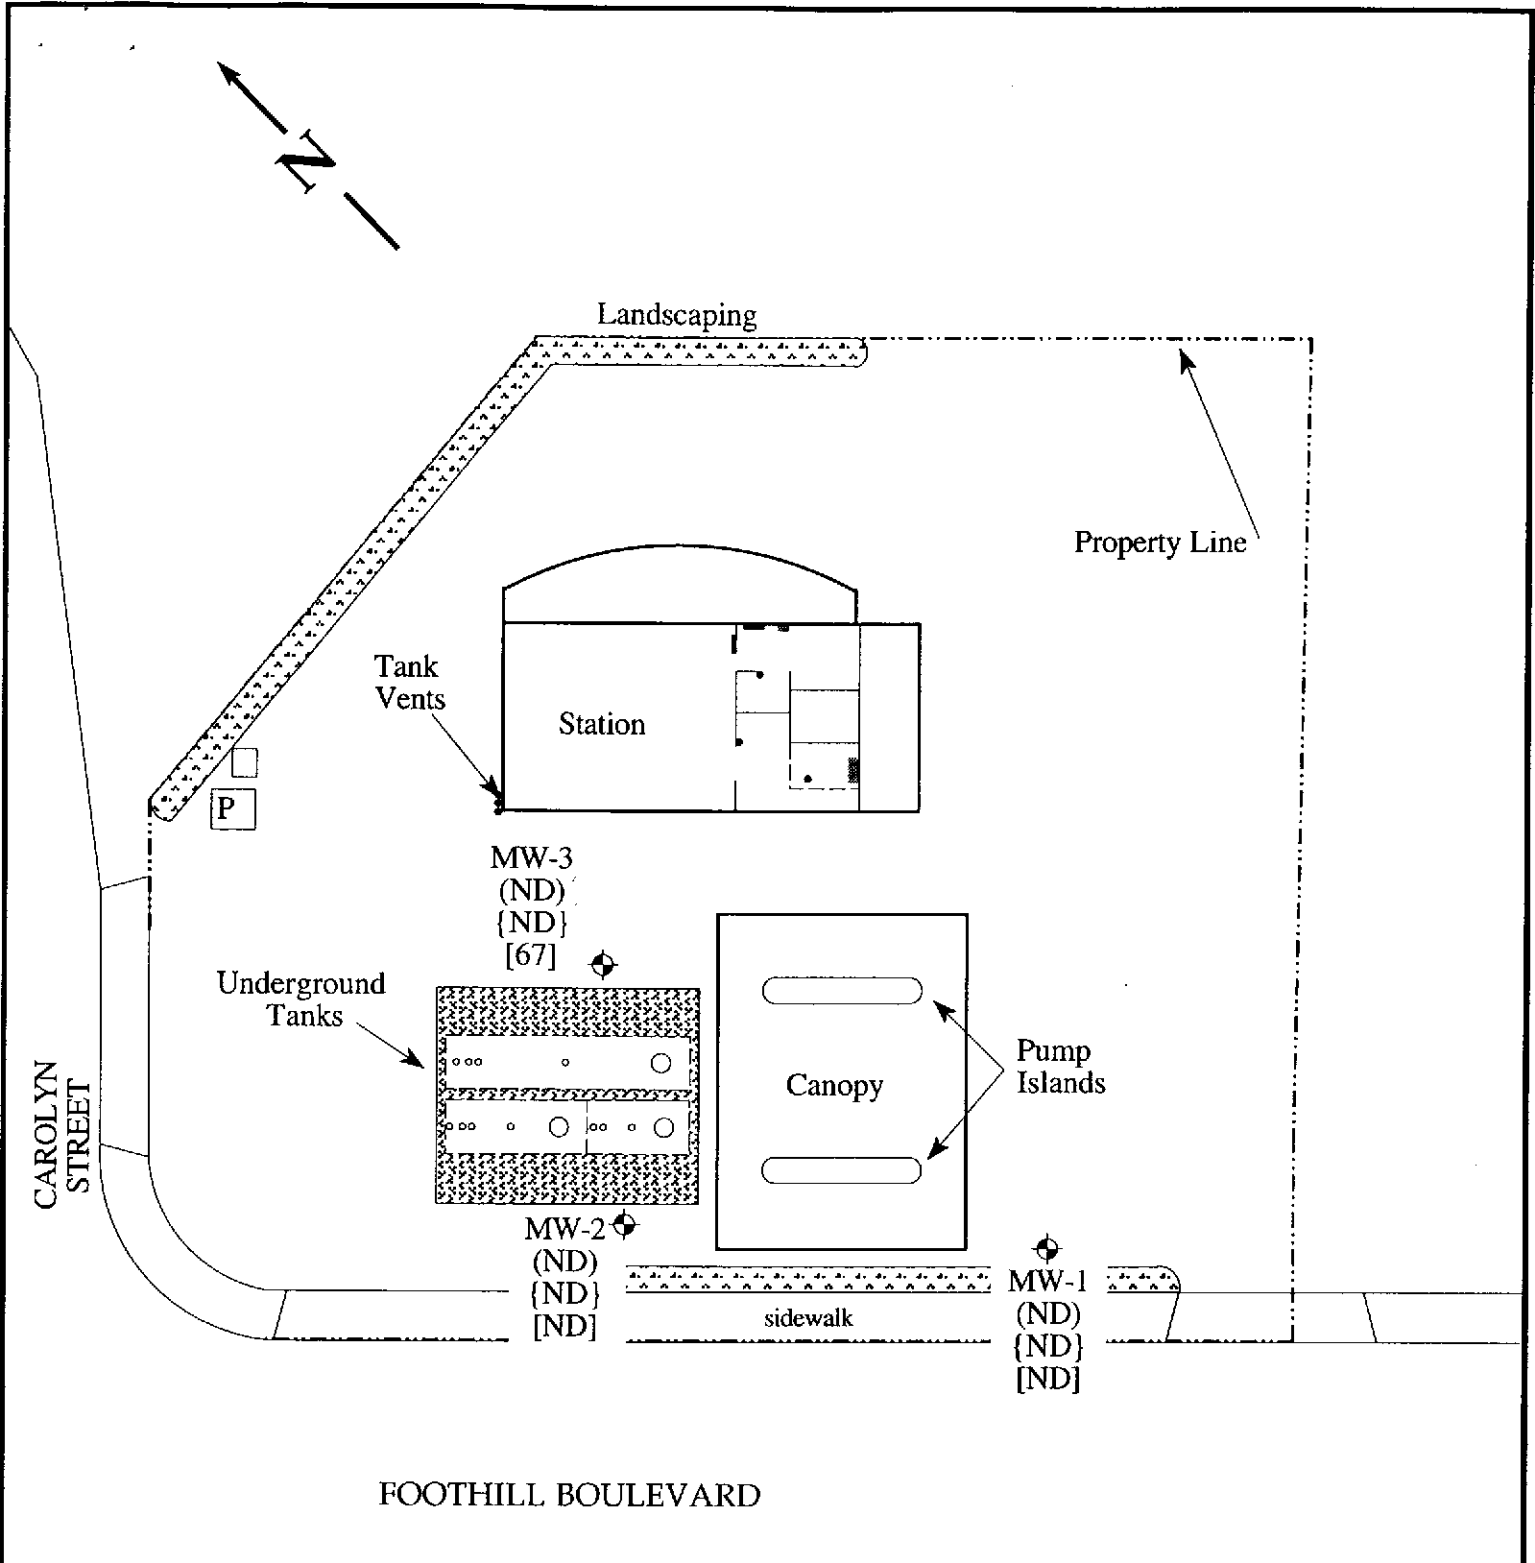 N
Landscaping
Property Line
Tank
Vents
Station
P
MW-3
(ND)
{ND}
[67]
Underground
Tanks
Pump
Islands
Canopy
CAROLYN
STREET
MW-2
(ND)
{ND}
[ND]
MW-1
(ND)
{ND}
[ND]
sidewalk
FOOTHILL BOULEVARD